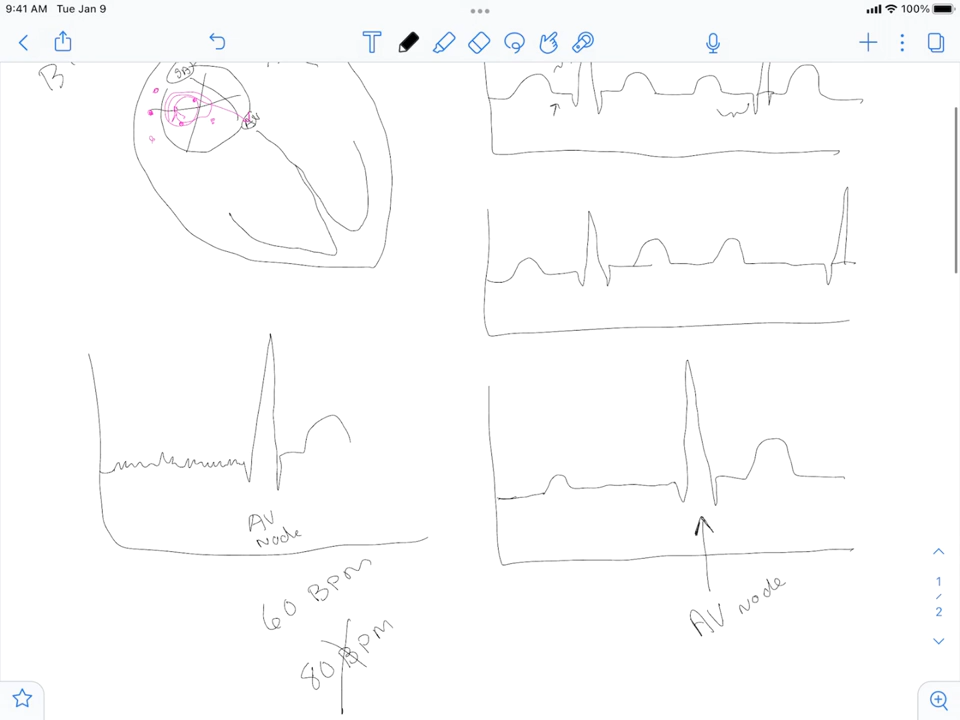 9:41 AM Tue Jan 9
100%
T
B
SA
AV
AV
node
60 BPM
80 BPM
AV node
1
/
2